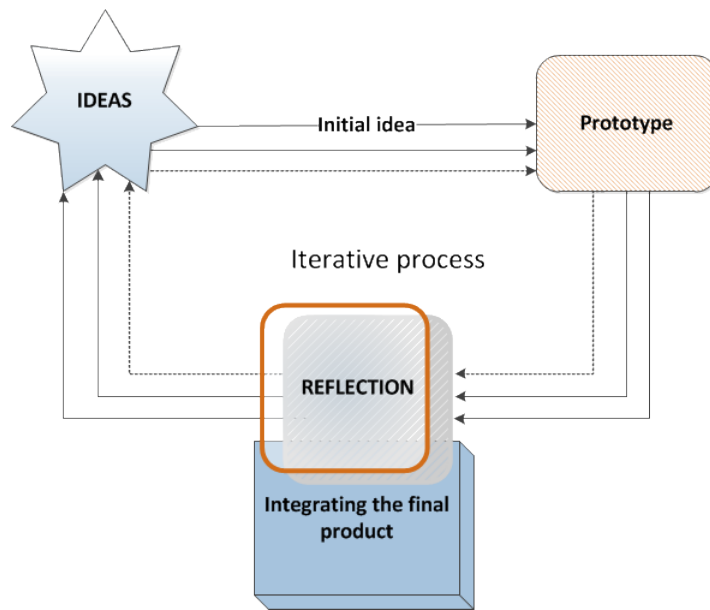 IDEAS
Initial idea
Prototype
Iterative process
REFLECTION
Integrating the final
product